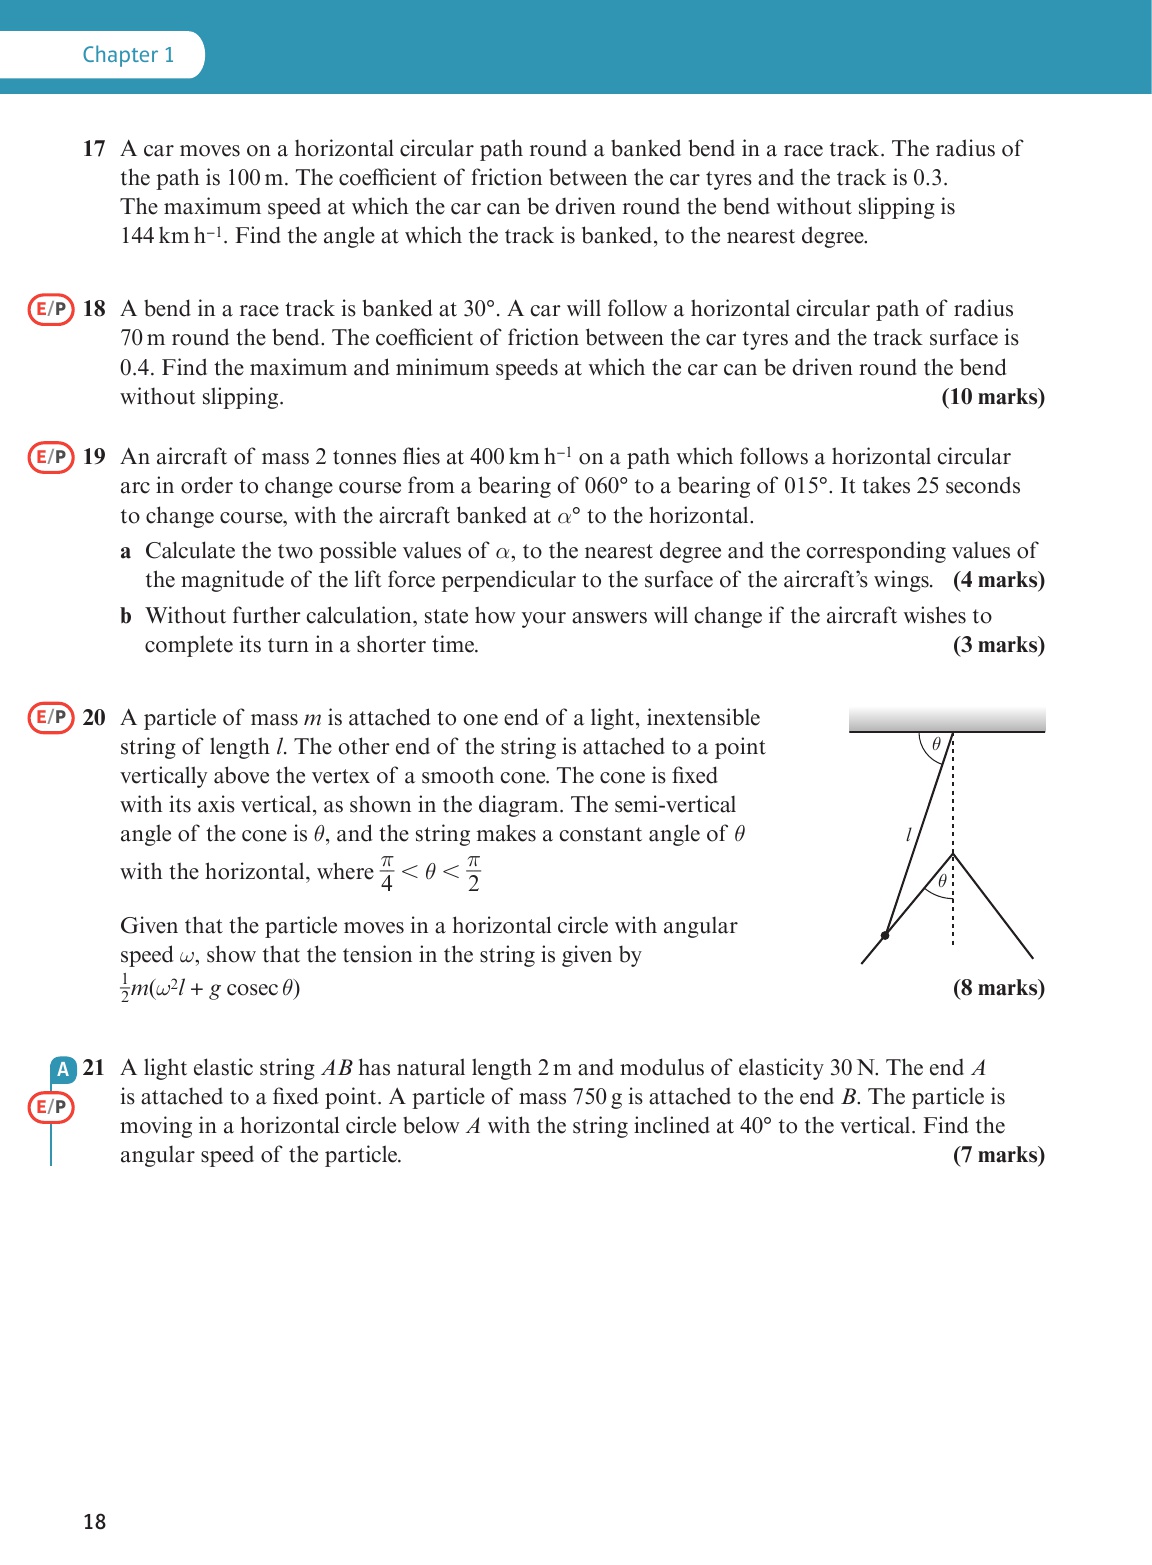 Chapter 1
17 A car moves on a horizontal circular path round a banked bend in a race track. The radius of
the path is 100 m. The coefficient of friction between the car tyres and the track is 0.3.
The maximum speed at which the car can be driven round the bend without slipping is
144 km h⁻¹. Find the angle at which the track is banked, to the nearest degree.
E/P 18 A bend in a race track is banked at 30°. A car will follow a horizontal circular path of radius
70 m round the bend. The coefficient of friction between the car tyres and the track surface is
0.4. Find the maximum and minimum speeds at which the car can be driven round the bend
without slipping. (10 marks)
E/P 19 An aircraft of mass 2 tonnes flies at 400 km h⁻¹ on a path which follows a horizontal circular
arc in order to change course from a bearing of 060° to a bearing of 015°. It takes 25 seconds
to change course, with the aircraft banked at α° to the horizontal.
a Calculate the two possible values of α, to the nearest degree and the corresponding values of
the magnitude of the lift force perpendicular to the surface of the aircraft's wings. (4 marks)
b Without further calculation, state how your answers will change if the aircraft wishes to
complete its turn in a shorter time. (3 marks)
E/P 20 A particle of mass m is attached to one end of a light, inextensible
string of length l. The other end of the string is attached to a point
vertically above the vertex of a smooth cone. The cone is fixed
with its axis vertical, as shown in the diagram. The semi-vertical
angle of the cone is θ, and the string makes a constant angle of θ
with the horizontal, where π/4 < θ < π/2
Given that the particle moves in a horizontal circle with angular
speed ω, show that the tension in the string is given by
½m(ω²l + g cosec θ) (8 marks)
θ
l
θ
A 21 A light elastic string AB has natural length 2 m and modulus of elasticity 30 N. The end A
E/P is attached to a fixed point. A particle of mass 750 g is attached to the end B. The particle is
moving in a horizontal circle below A with the string inclined at 40° to the vertical. Find the
angular speed of the particle. (7 marks)
18